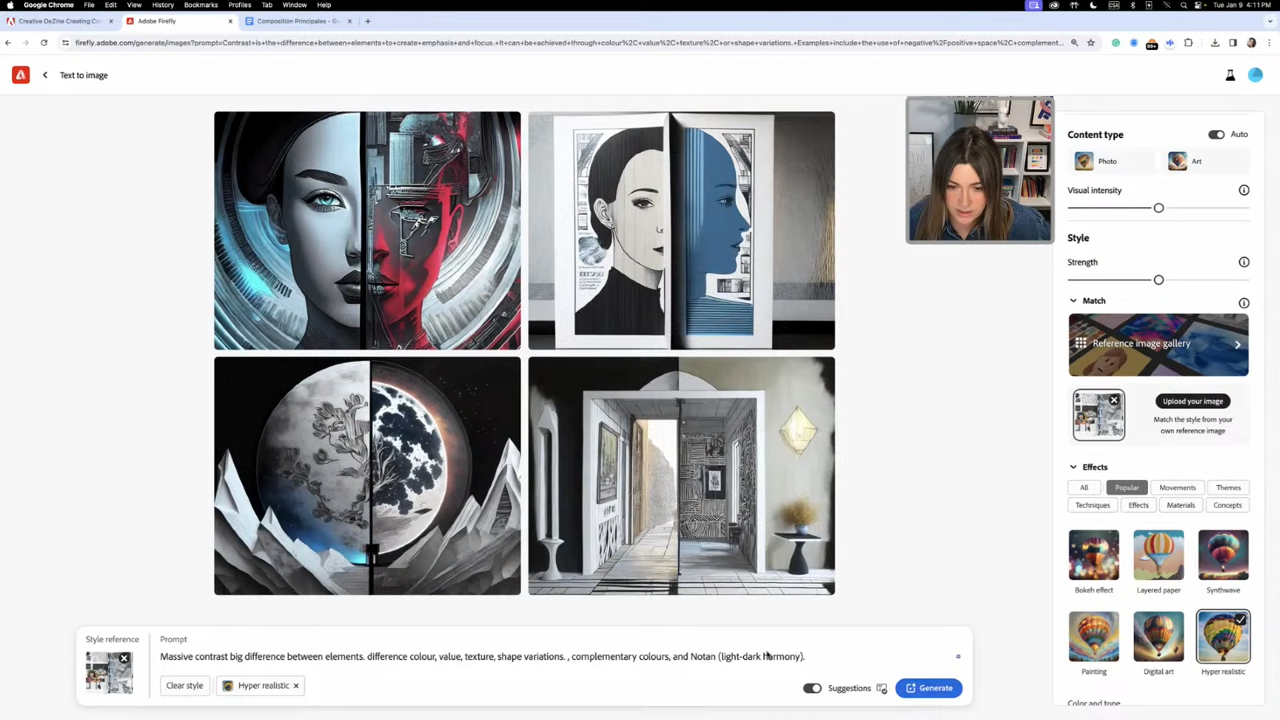 Google Chrome File Edit View History Bookmarks Profiles Tab Window Help Tue Jan 9 4:11 PM
Creative DeZine Creating Con
Adobe Firefly
Composition Principales - G
firefly.adobe.com/generate/images?prompt=Contrast+is+the+difference+between+elements+to+create+emphasis+and+focus.+It+can+be+achieved+through+colour%2C+value%2C+texture%2C+or+shape+variations.+Examples+include+the+use+of+negative%2Fpositive+space%2C+complement...
Text to image
Content type
Auto
Photo
Art
Visual intensity
Style
Strength
Match
Reference image gallery
Upload your image
Match the style from your own reference image
Effects
All Popular Movements Themes
Techniques Effects Materials Concepts
Bokeh effect Layered paper Synthwave
Painting Digital art Hyper realistic
Color and tone
Style reference
Prompt
Massive contrast big difference between elements. difference colour, value, texture, shape variations. , complementary colours, and Notan (light-dark harmony).
Clear style
Hyper realistic
Suggestions
Generate